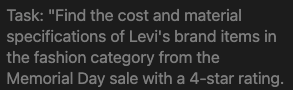 Task: "Find the cost and material
specifications of Levi's brand items in
the fashion category from the
Memorial Day sale with a 4-star rating.